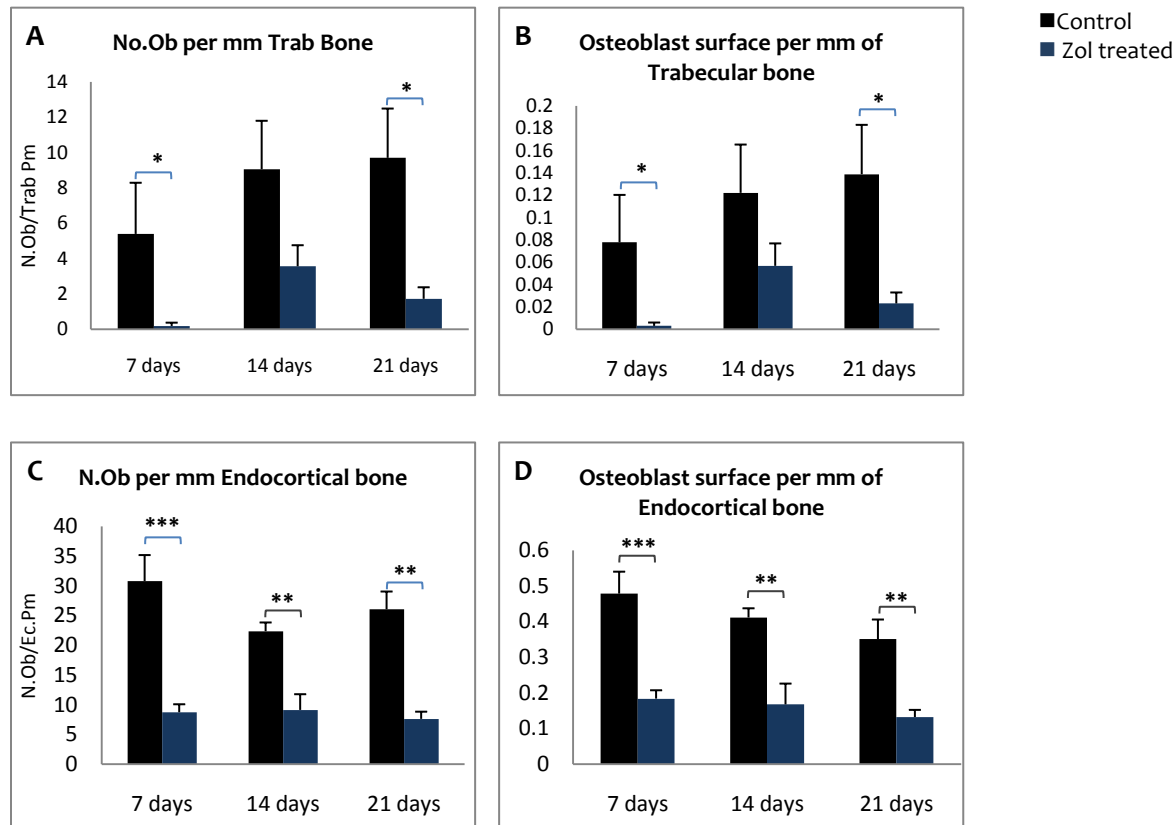 Control
Zol treated
A
No.Ob per mm Trab Bone
N.Ob/Trab Pm
14
12
10
8
6
4
2
0
*
*
7 days
14 days
21 days
B
Osteoblast surface per mm of
Trabecular bone
0.2
0.18
0.16
0.14
0.12
0.1
0.08
0.06
0.04
0.02
0
*
*
7 days
14 days
21 days
C
N.Ob per mm Endocortical bone
N.Ob/Ec.Pm
40
35
30
25
20
15
10
5
0
***
**
**
7 days
14 days
21 days
D
Osteoblast surface per mm of
Endocortical bone
0.6
0.5
0.4
0.3
0.2
0.1
0
***
**
**
7 days
14 days
21 days